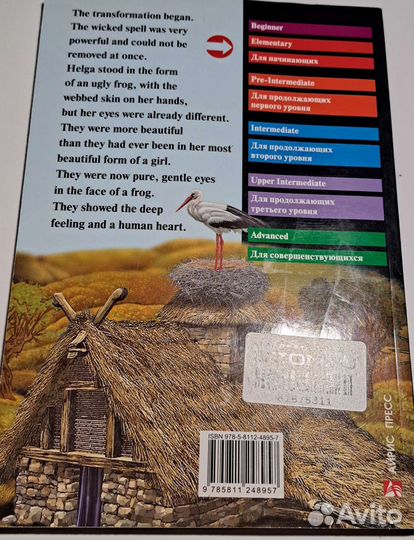 The transformation began.
The wicked spell was very
powerful and could not be
removed at once.
Helga stood in the form
of an ugly frog, with the
webbed skin on her hands,
but her eyes were already different.
They were more beautiful
than they had ever been in her most
beautiful form of a girl.
They were now pure, gentle eyes
in the face of a frog.
They showed the deep
feeling and a human heart.
Beginner
Elementary
Для начинающих
Pre-Intermediate
Для продолжающих
первого уровня
Intermediate
Для продолжающих
второго уровня
Upper Intermediate
Для продолжающих
третьего уровня
Advanced
Для совершенствующихся
ISBN 978-5-8112-4895-7
9 785811 248957
АЙРИС ПРЕСС
Avito